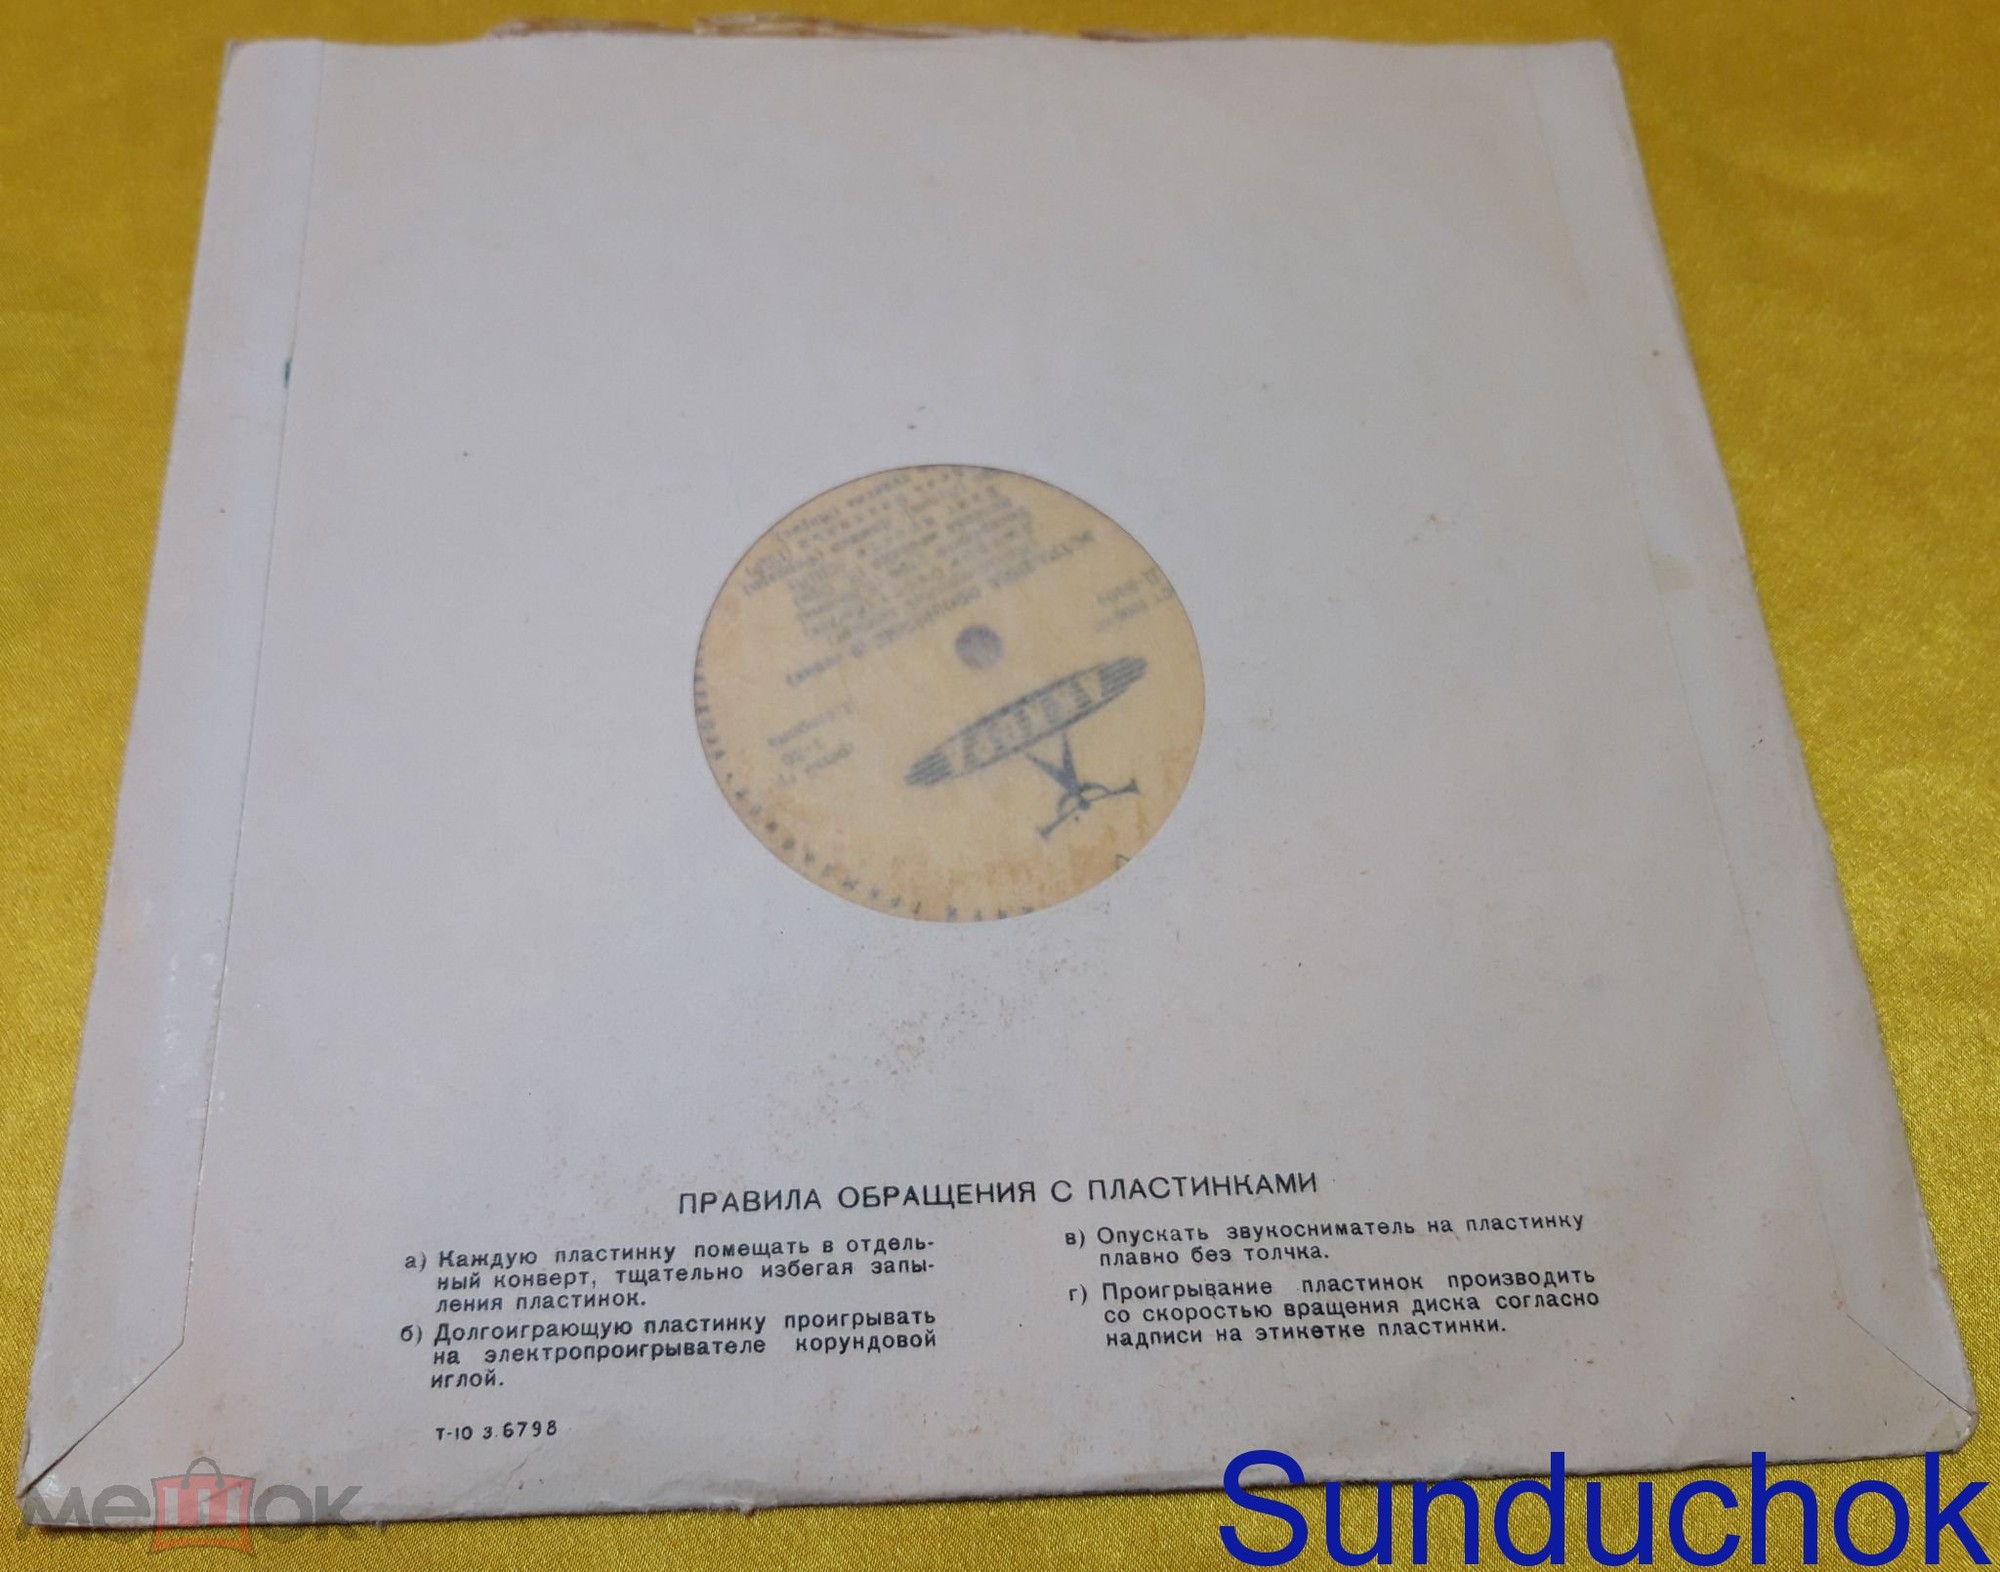 ПРАВИЛА ОБРАЩЕНИЯ С ПЛАСТИНКАМИ
а) Каждую пластинку помещать в отдель-
ный конверт, тщательно избегая запы-
ления пластинок.
б) Долгоиграющую пластинку проигрывать
на электропроигрывателе корундовой
иглой.
в) Опускать звукосниматель на пластинку
плавно без толчка.
г) Проигрывание пластинок производить
со скоростью вращения диска согласно
надписи на этикетке пластинки.
Т-10 З.6798
мешок
Sunduchok